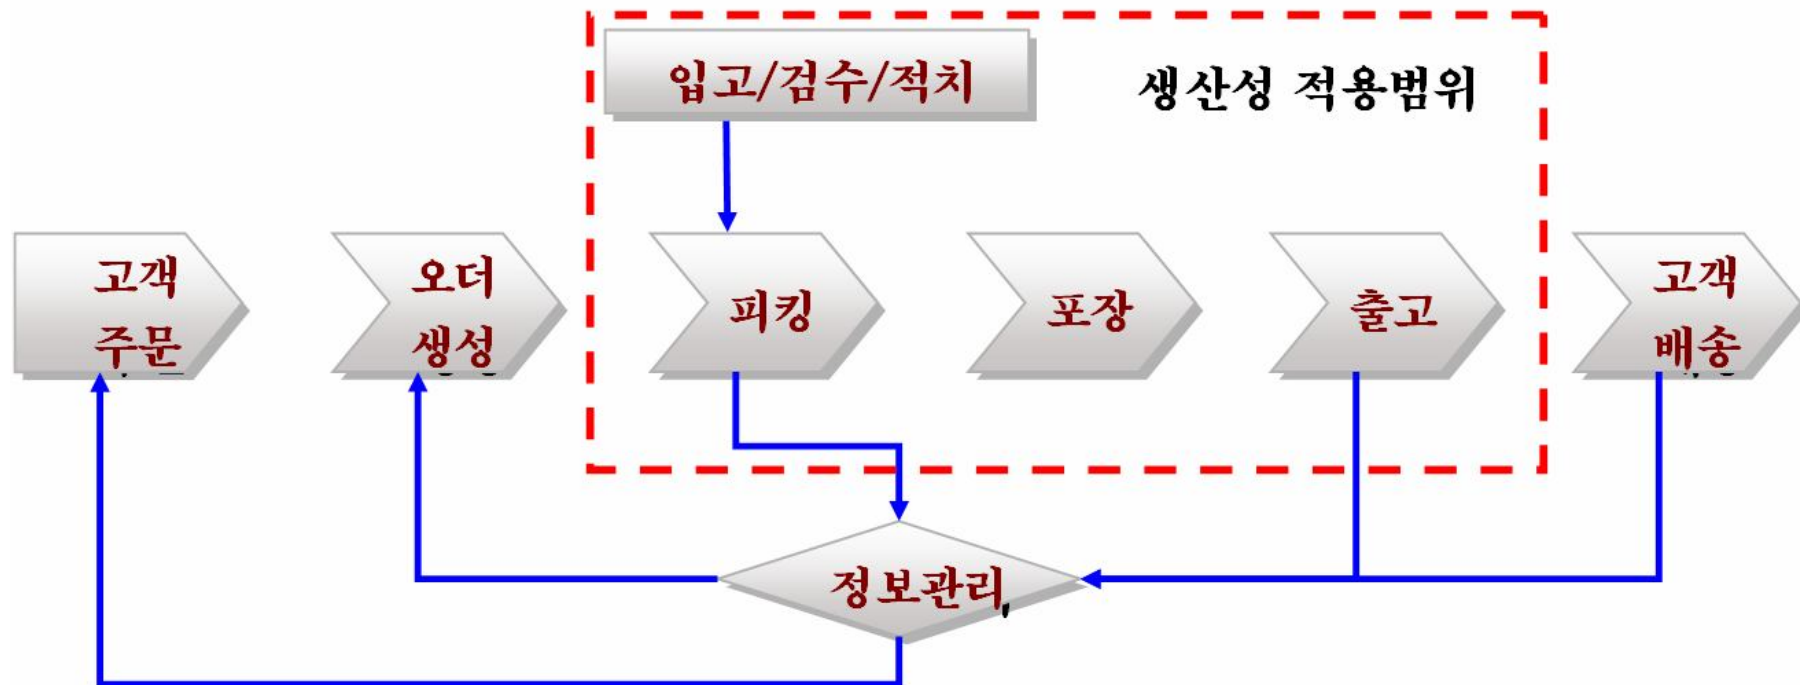 입고/검수/적치
생산성 적용범위
고객
주문
오더
생성
피킹
포장
출고
고객
배송
정보관리